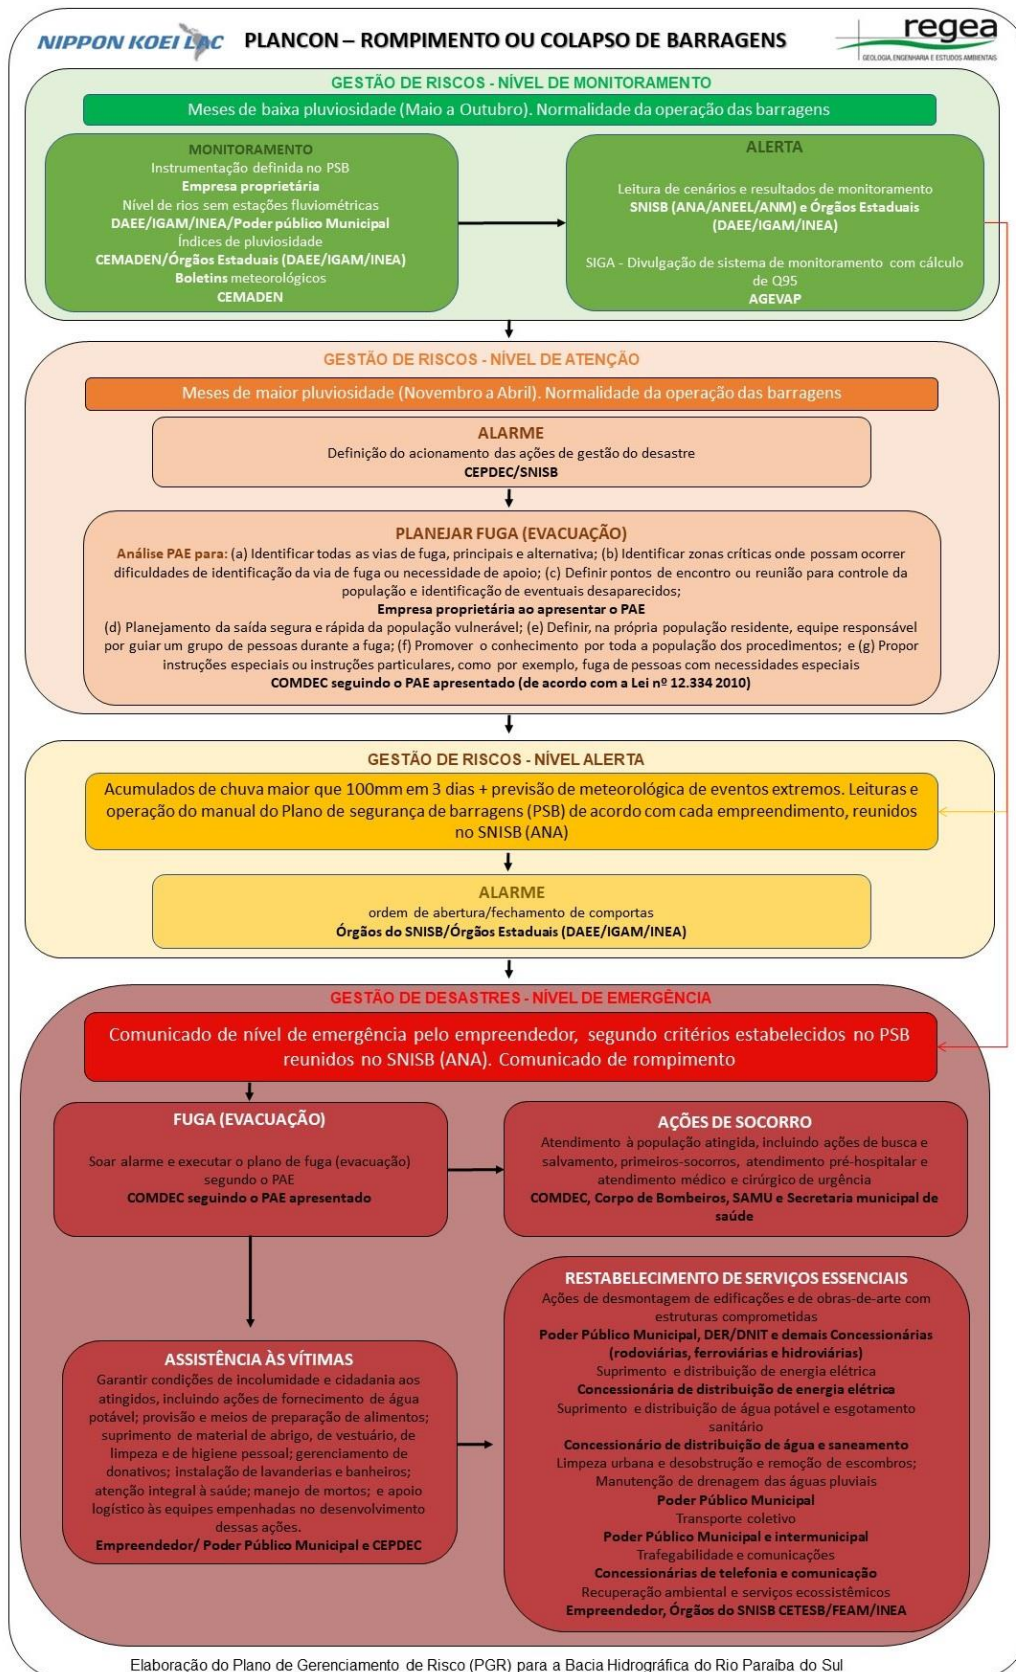 NIPPON KOEI LAC
PLANCON – ROMPIMENTO OU COLAPSO DE BARRAGENS
regea
GEOLOGIA, ENGENHARIA E ESTUDOS AMBIENTAIS
GESTÃO DE RISCOS - NÍVEL DE MONITORAMENTO
Meses de baixa pluviosidade (Maio a Outubro). Normalidade da operação das barragens
MONITORAMENTO
Instrumentação definida no PSB
Empresa proprietária
Nível de rios sem estações fluviométricas
DAEE/IGAM/INEA/Poder público Municipal
Índices de pluviosidade
CEMADEN/Órgãos Estaduais (DAEE/IGAM/INEA)
Boletins meteorológicos
CEMADEN
ALERTA
Leitura de cenários e resultados de monitoramento
SNISB (ANA/ANEEL/ANM) e Órgãos Estaduais
(DAEE/IGAM/INEA)
SIGA - Divulgação de sistema de monitoramento com cálculo
de Q95
AGEVAP
GESTÃO DE RISCOS - NÍVEL DE ATENÇÃO
Meses de maior pluviosidade (Novembro a Abril). Normalidade da operação das barragens
ALARME
Definição do acionamento das ações de gestão do desastre
CEPDEC/SNISB
PLANEJAR FUGA (EVACUAÇÃO)
Análise PAE para: (a) Identificar todas as vias de fuga, principais e alternativa; (b) Identificar zonas críticas onde possam ocorrer
dificuldades de identificação da via de fuga ou necessidade de apoio; (c) Definir pontos de encontro ou reunião para controle da
população e identificação de eventuais desaparecidos;
Empresa proprietária ao apresentar o PAE
(d) Planejamento da saída segura e rápida da população vulnerável; (e) Definir, na própria população residente, equipe responsável
por guiar um grupo de pessoas durante a fuga; (f) Promover o conhecimento por toda a população dos procedimentos; e (g) Propor
instruções especiais ou instruções particulares, como por exemplo, fuga de pessoas com necessidades especiais
COMDEC seguindo o PAE apresentado (de acordo com a Lei nº 12.334 2010)
GESTÃO DE RISCOS - NÍVEL ALERTA
Acumulados de chuva maior que 100mm em 3 dias + previsão de meteorológica de eventos extremos. Leituras e
operação do manual do Plano de segurança de barragens (PSB) de acordo com cada empreendimento, reunidos
no SNISB (ANA)
ALARME
ordem de abertura/fechamento de comportas
Órgãos do SNISB/Órgãos Estaduais (DAEE/IGAM/INEA)
GESTÃO DE DESASTRES - NÍVEL DE EMERGÊNCIA
Comunicado de nível de emergência pelo empreendedor, segundo critérios estabelecidos no PSB
reunidos no SNISB (ANA). Comunicado de rompimento
FUGA (EVACUAÇÃO)
Soar alarme e executar o plano de fuga (evacuação)
segundo o PAE
COMDEC seguindo o PAE apresentado
AÇÕES DE SOCORRO
Atendimento à população atingida, incluindo ações de busca e
salvamento, primeiros-socorros, atendimento pré-hospitalar e
atendimento médico e cirúrgico de urgência
COMDEC, Corpo de Bombeiros, SAMU e Secretaria municipal de
saúde
ASSISTÊNCIA ÀS VÍTIMAS
Garantir condições de incolumidade e cidadania aos
atingidos, incluindo ações de fornecimento de água
potável; provisão e meios de preparação de alimentos;
suprimento de material de abrigo, de vestuário, de
limpeza e de higiene pessoal; gerenciamento de
donativos; instalação de lavanderias e banheiros;
atenção integral à saúde; manejo de mortos; e apoio
logístico às equipes empenhadas no desenvolvimento
dessas ações.
Empreendedor/ Poder Público Municipal e CEPDEC
RESTABELECIMENTO DE SERVIÇOS ESSENCIAIS
Ações de desmontagem de edificações e de obras-de-arte com
estruturas comprometidas
Poder Público Municipal, DER/DNIT e demais Concessionárias
(rodoviárias, ferroviárias e hidroviárias)
Suprimento e distribuição de energia elétrica
Concessionária de distribuição de energia elétrica
Suprimento e distribuição de água potável e esgotamento
sanitário
Concessionário de distribuição de água e saneamento
Limpeza urbana e desobstrução e remoção de escombros;
Manutenção de drenagem das águas pluviais
Poder Público Municipal
Transporte coletivo
Poder Público Municipal e intermunicipal
Trafegabilidade e comunicações
Concessionárias de telefonia e comunicação
Recuperação ambiental e serviços ecossistêmicos
Empreendedor, Órgãos do SNISB CETESB/FEAM/INEA
Elaboração do Plano de Gerenciamento de Risco (PGR) para a Bacia Hidrográfica do Rio Paraíba do Sul